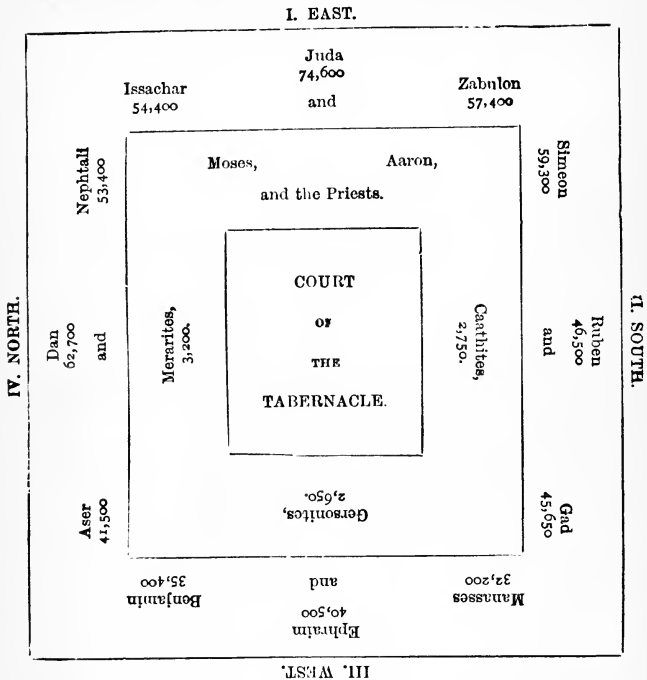 I. EAST.
Juda
74,600
and
Issachar
54,400
Zabulon
57,400
Nephtali
53,400
Simeon
59,300
Moses, Aaron,
and the Priests.
COURT
OF
THE
TABERNACLE.
IV. NORTH.
Dan
62,700
and
Merarites,
3,200.
Caathites,
2,750.
Ruben
46,500
and
II. SOUTH.
Aser
41,500
Gad
45,650
Gersonites,
2,650.
Benjamin
35,400
Ephraim
40,500
and
Manasses
32,200
III. WEST.